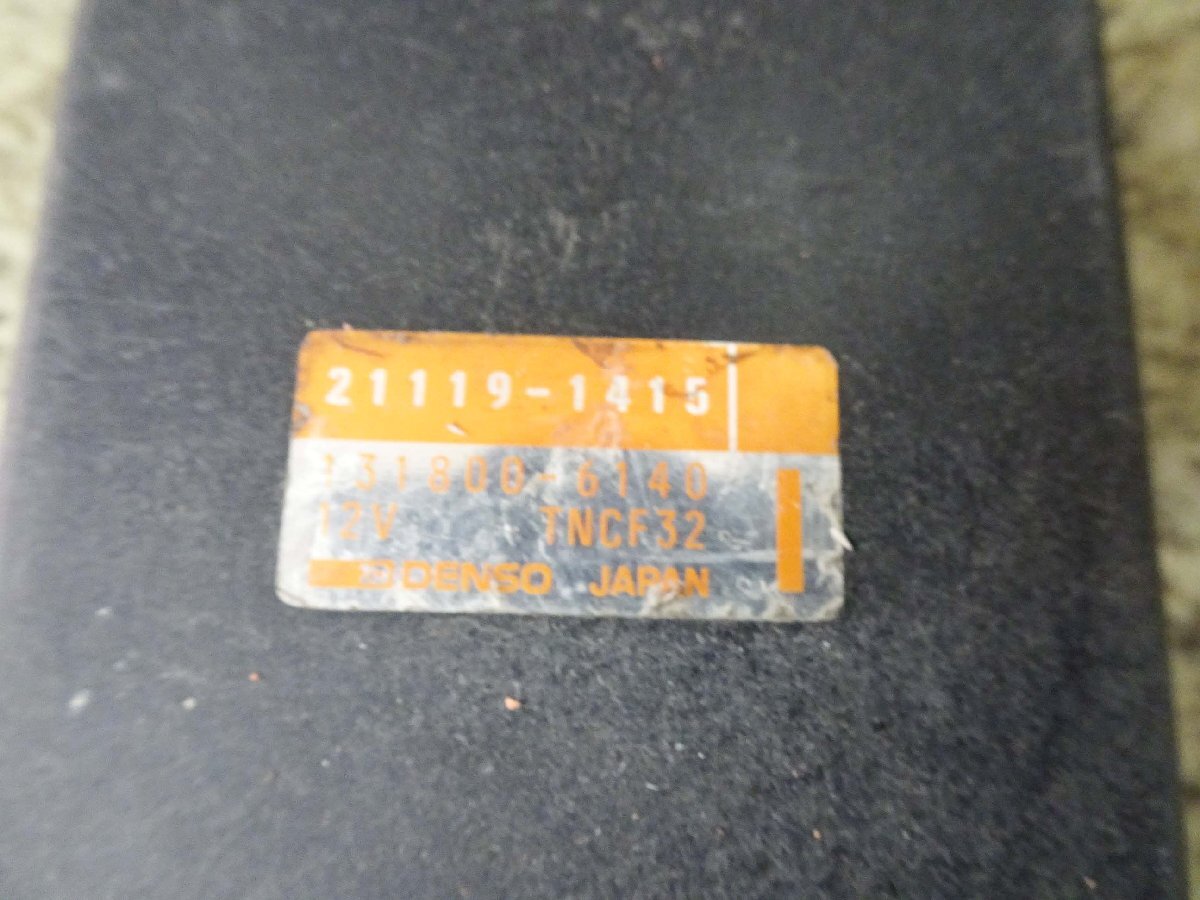 21119-1415
131800-6140
12V TNCF32
DENSO JAPAN